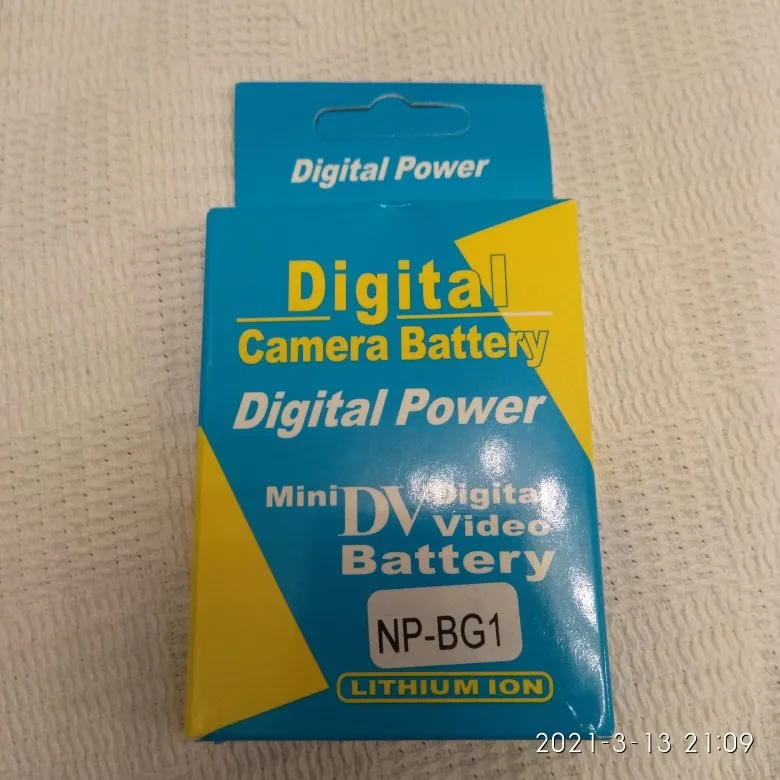 Digital Power
Digital
Camera Battery
Digital Power
Mini DV Digital
Video
Battery
NP-BG1
LITHIUM ION
2021-3-13 21:09